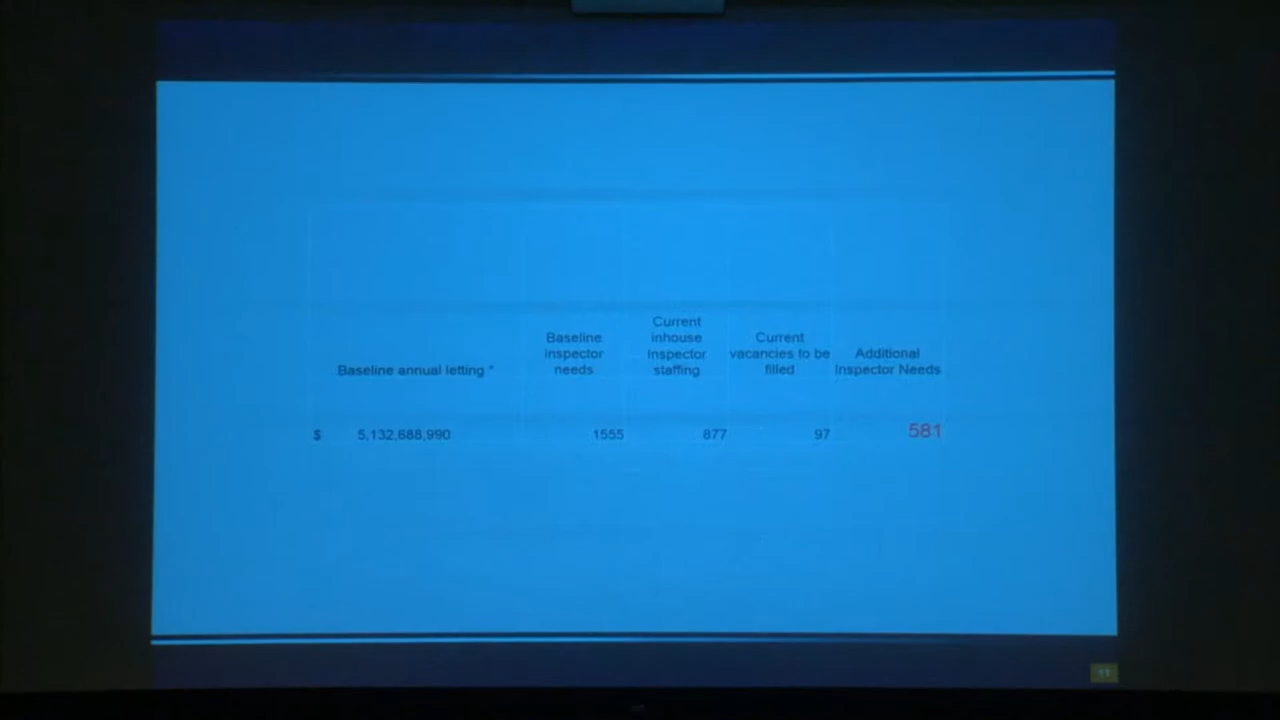 Baseline annual letting *
Baseline
inspector
needs
Current
inhouse
Inspector
staffing
Current
vacancies to be
filled
Additional
Inspector Needs
$ 5,132,688,990 1555 877 97 581
11